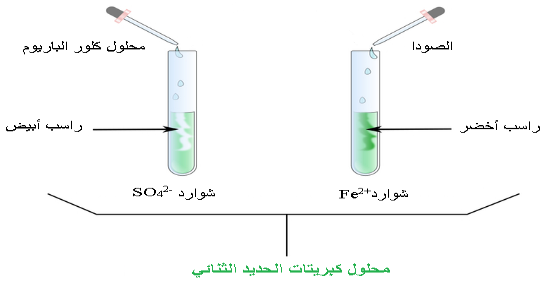 الصودا
محلول كلور الباريوم
راسب أخضر
راسب أبيض
شوارد Fe²⁺
شوارد SO₄²⁻
محلول كبريتات الحديد الثنائي